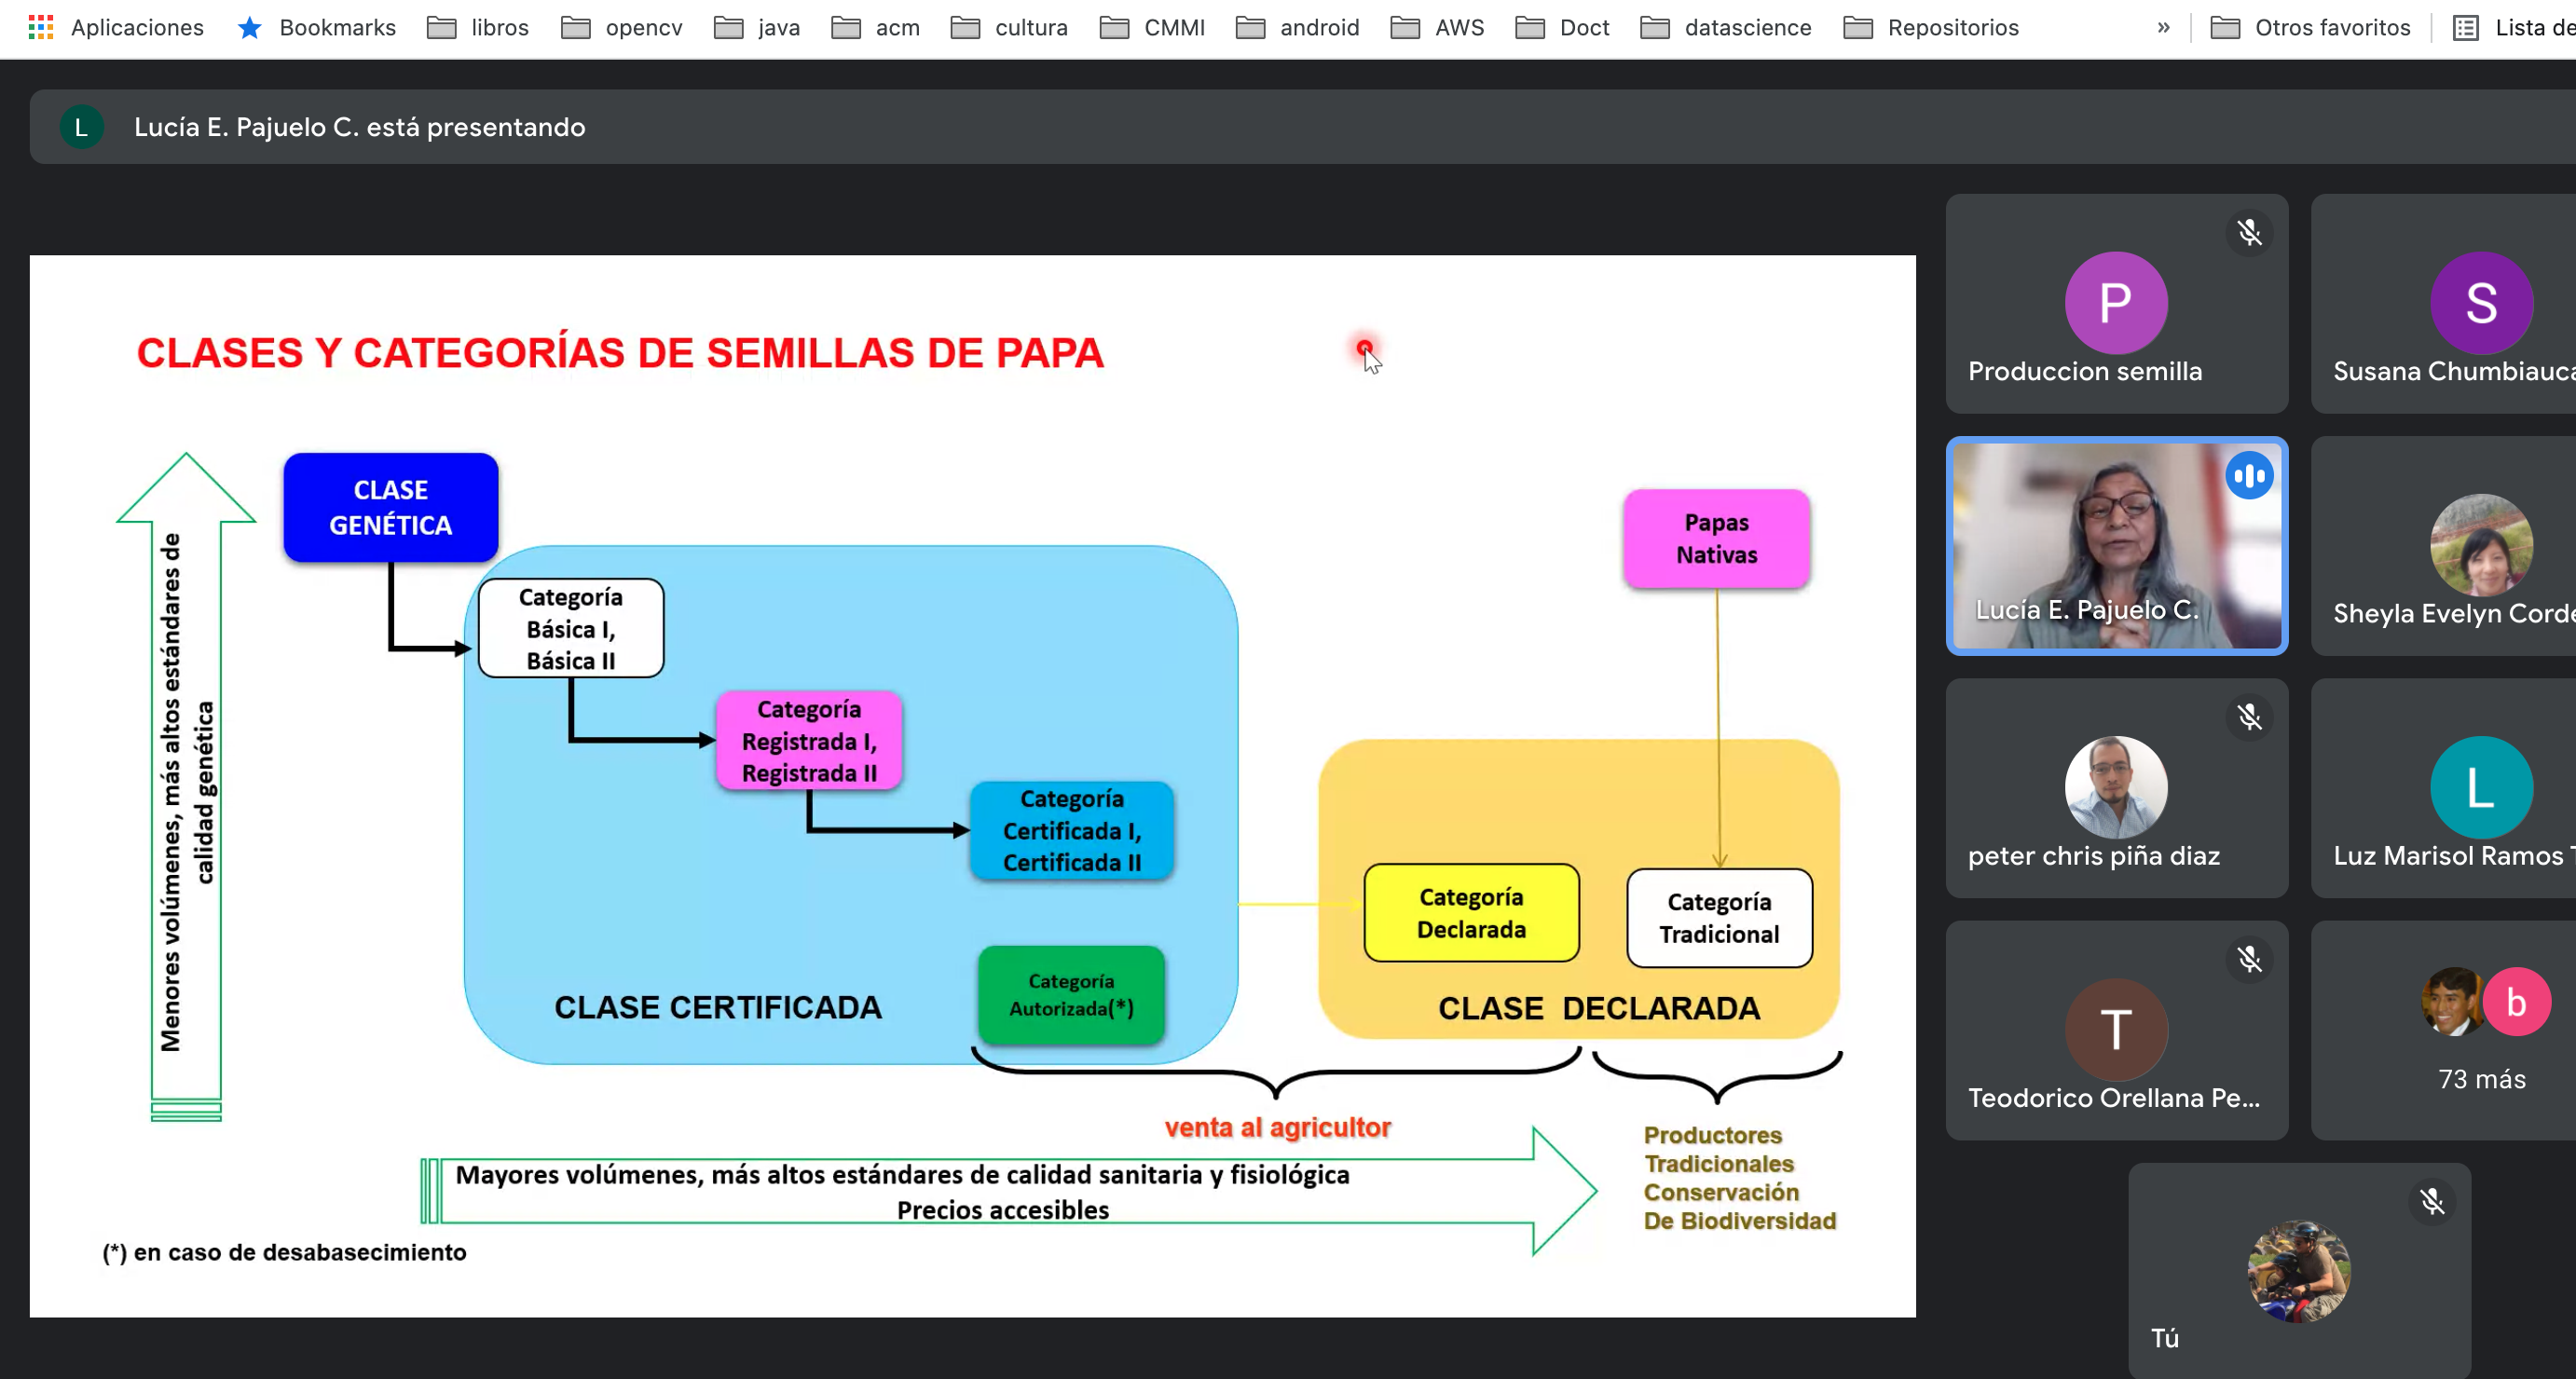 Aplicaciones Bookmarks libros opencv java acm cultura CMMI android AWS Doct datascience Repositorios » Otros favoritos Lista de
L Lucía E. Pajuelo C. está presentando
CLASES Y CATEGORÍAS DE SEMILLAS DE PAPA
Menores volúmenes, más altos estándares de
calidad genética
CLASE
GENÉTICA
Categoría
Básica I,
Básica II
Categoría
Registrada I,
Registrada II
Categoría
Certificada I,
Certificada II
Categoría
Autorizada(*)
CLASE CERTIFICADA
Papas
Nativas
Categoría
Declarada
Categoría
Tradicional
CLASE DECLARADA
venta al agricultor
Productores
Tradicionales
Conservación
De Biodiversidad
Mayores volúmenes, más altos estándares de calidad sanitaria y fisiológica
Precios accesibles
(*) en caso de desabasecimiento
P
Produccion semilla
S
Susana Chumbiauca
Lucía E. Pajuelo C.
Sheyla Evelyn Corde
peter chris piña diaz
L
Luz Marisol Ramos T
T
Teodorico Orellana Pe...
b
73 más
Tú